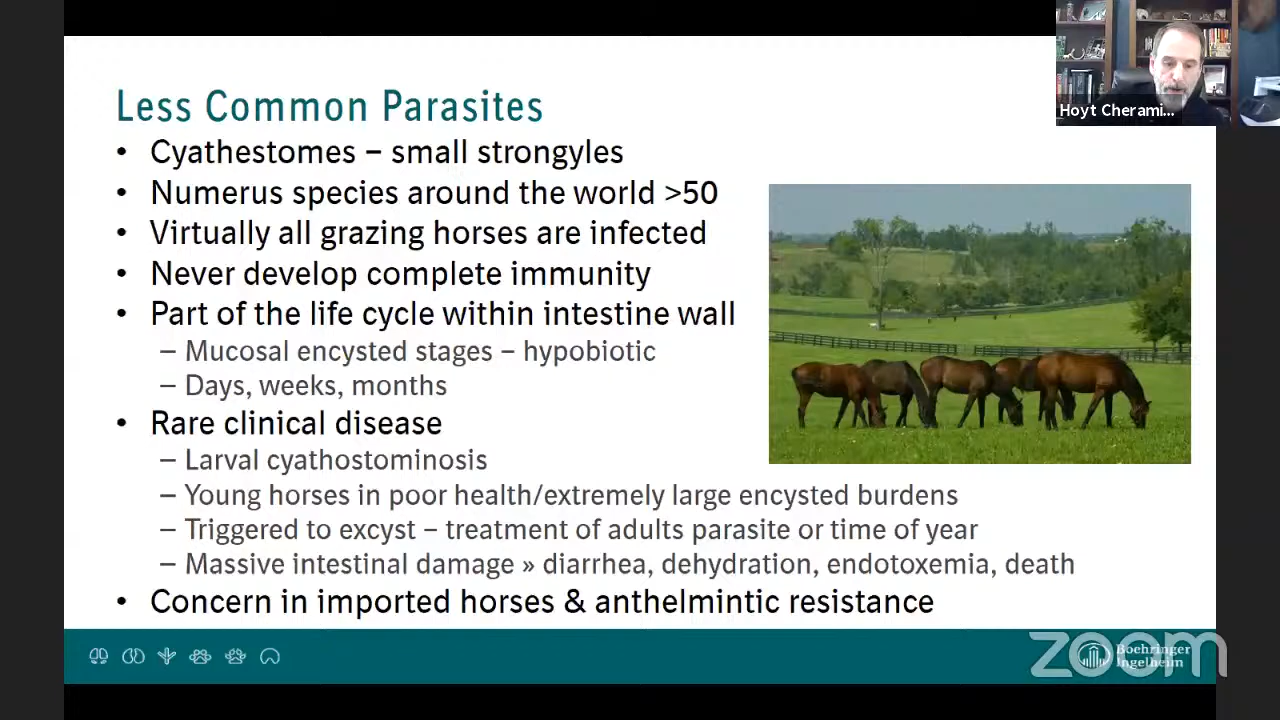 Hoyt Cherami...
Less Common Parasites
• Cyathestomes – small strongyles
• Numerus species around the world >50
• Virtually all grazing horses are infected
• Never develop complete immunity
• Part of the life cycle within intestine wall
– Mucosal encysted stages – hypobiotic
– Days, weeks, months
• Rare clinical disease
– Larval cyathostominosis
– Young horses in poor health/extremely large encysted burdens
– Triggered to excyst – treatment of adults parasite or time of year
– Massive intestinal damage » diarrhea, dehydration, endotoxemia, death
• Concern in imported horses & anthelmintic resistance
zoom
Boehringer
Ingelheim